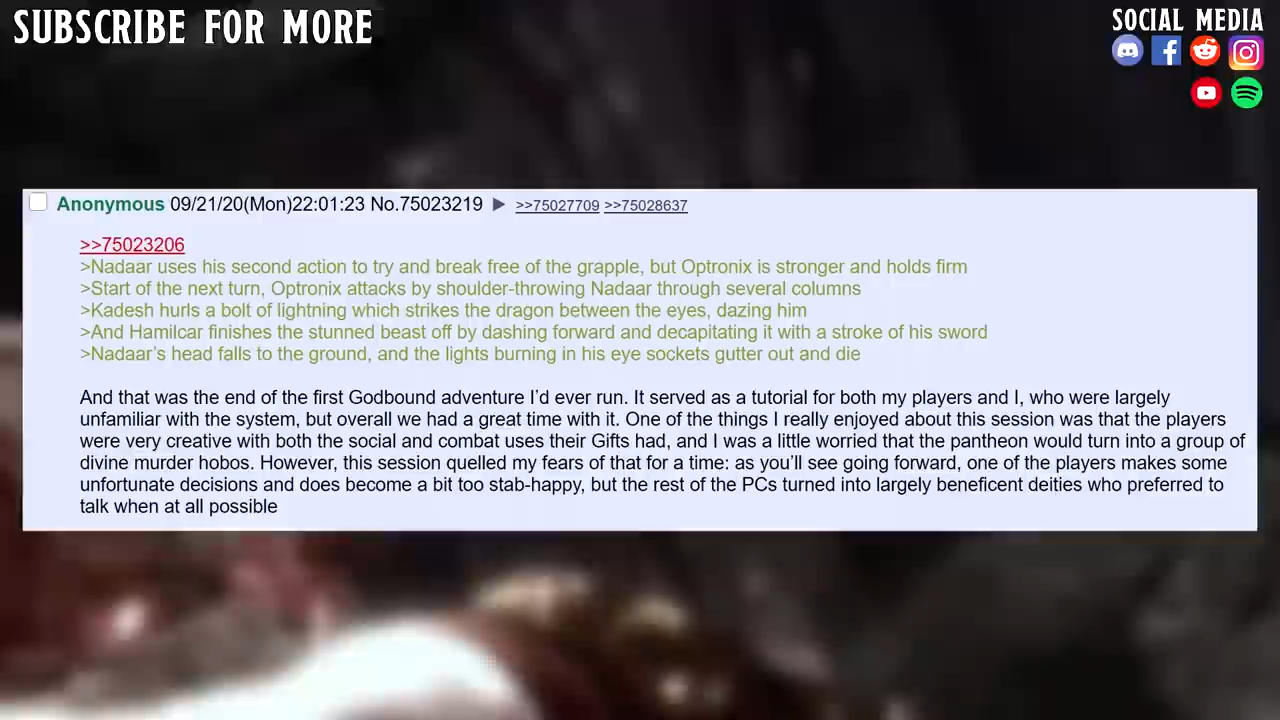 SUBSCRIBE FOR MORE
SOCIAL MEDIA
Anonymous 09/21/20(Mon)22:01:23 No.75023219 ▶ >>75027709 >>75028637
>>75023206
>Nadaar uses his second action to try and break free of the grapple, but Optronix is stronger and holds firm
>Start of the next turn, Optronix attacks by shoulder-throwing Nadaar through several columns
>Kadesh hurls a bolt of lightning which strikes the dragon between the eyes, dazing him
>And Hamilcar finishes the stunned beast off by dashing forward and decapitating it with a stroke of his sword
>Nadaar’s head falls to the ground, and the lights burning in his eye sockets gutter out and die
And that was the end of the first Godbound adventure I’d ever run. It served as a tutorial for both my players and I, who were largely
unfamiliar with the system, but overall we had a great time with it. One of the things I really enjoyed about this session was that the players
were very creative with both the social and combat uses their Gifts had, and I was a little worried that the pantheon would turn into a group of
divine murder hobos. However, this session quelled my fears of that for a time: as you’ll see going forward, one of the players makes some
unfortunate decisions and does become a bit too stab-happy, but the rest of the PCs turned into largely beneficent deities who preferred to
talk when at all possible